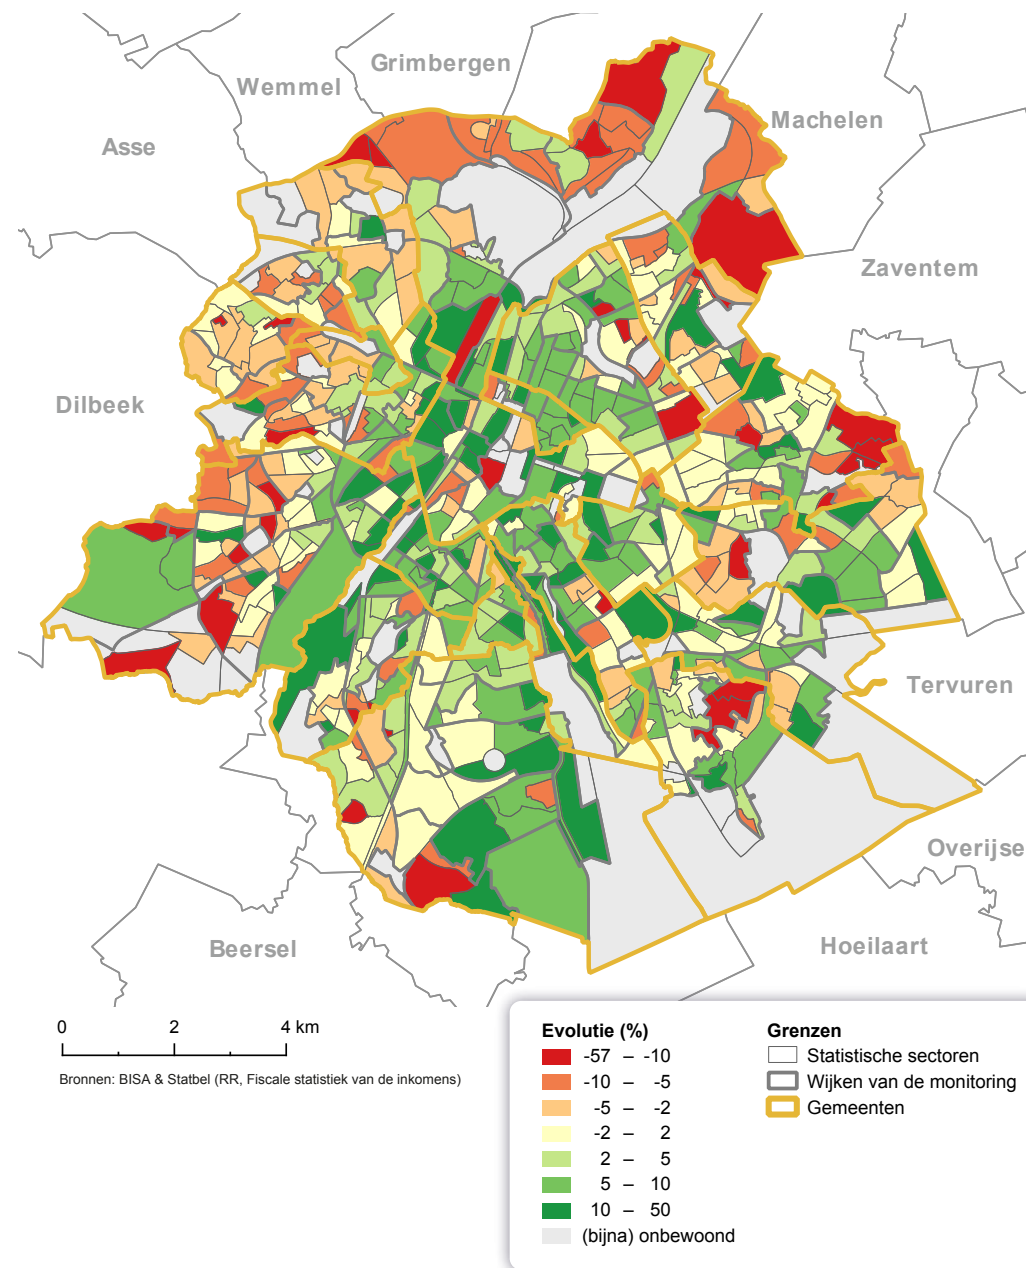 Grimbergen
Wemmel
Machelen
Asse
Zaventem
Dilbeek
Tervuren
Overijse
Beersel
Hoeilaart
0 2 4 km
Bronnen: BISA & Statbel (RR, Fiscale statistiek van de inkomens)
Evolutie (%)
-57 – -10
-10 – -5
-5 – -2
-2 – 2
2 – 5
5 – 10
10 – 50
(bijna) onbewoond
Grenzen
Statistische sectoren
Wijken van de monitoring
Gemeenten